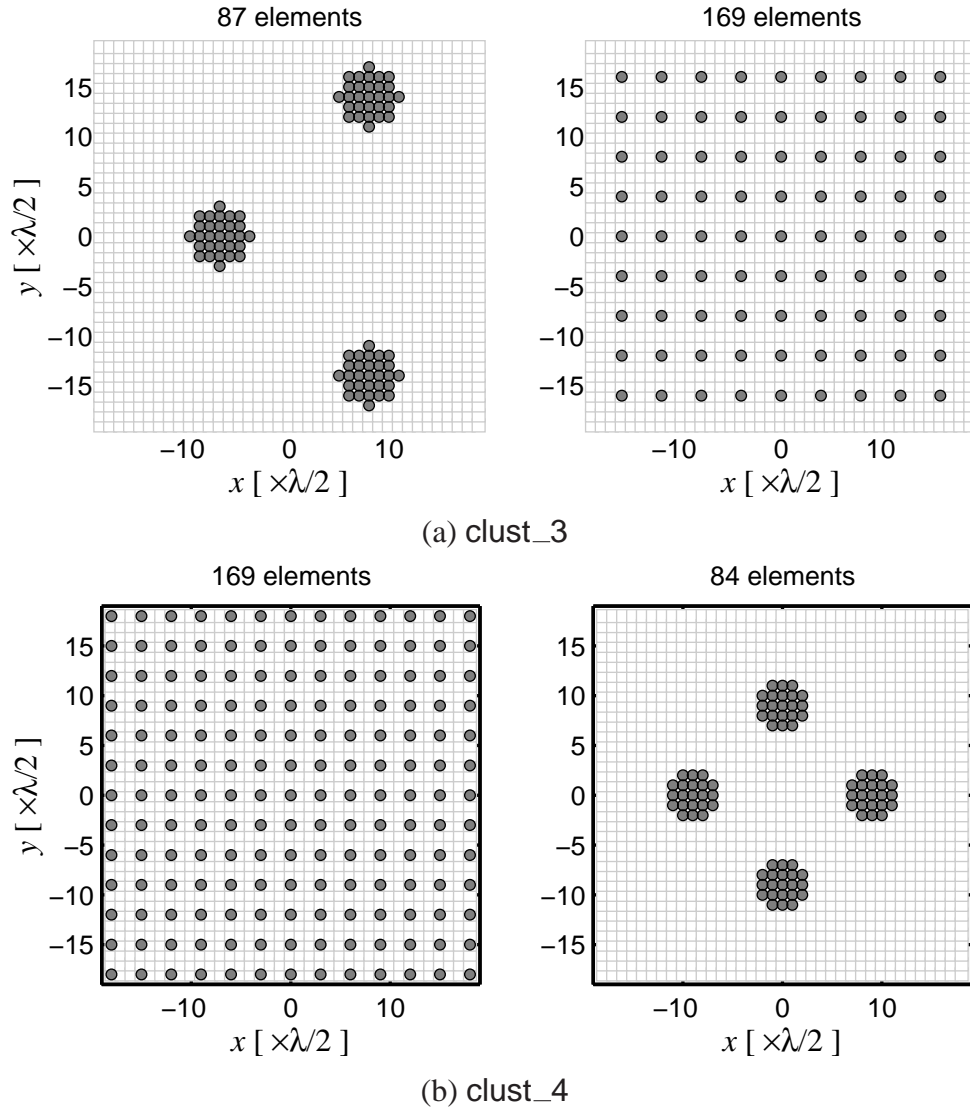 87 elements
169 elements
15
10
5
0
−5
−10
−15
y [ ×λ/2 ]
−10 0 10
x [ ×λ/2 ]
15
10
5
0
−5
−10
−15
−10 0 10
x [ ×λ/2 ]
(a) clust_3
169 elements
84 elements
15
10
5
0
−5
−10
−15
y [ ×λ/2 ]
−10 0 10
x [ ×λ/2 ]
15
10
5
0
−5
−10
−15
−10 0 10
x [ ×λ/2 ]
(b) clust_4